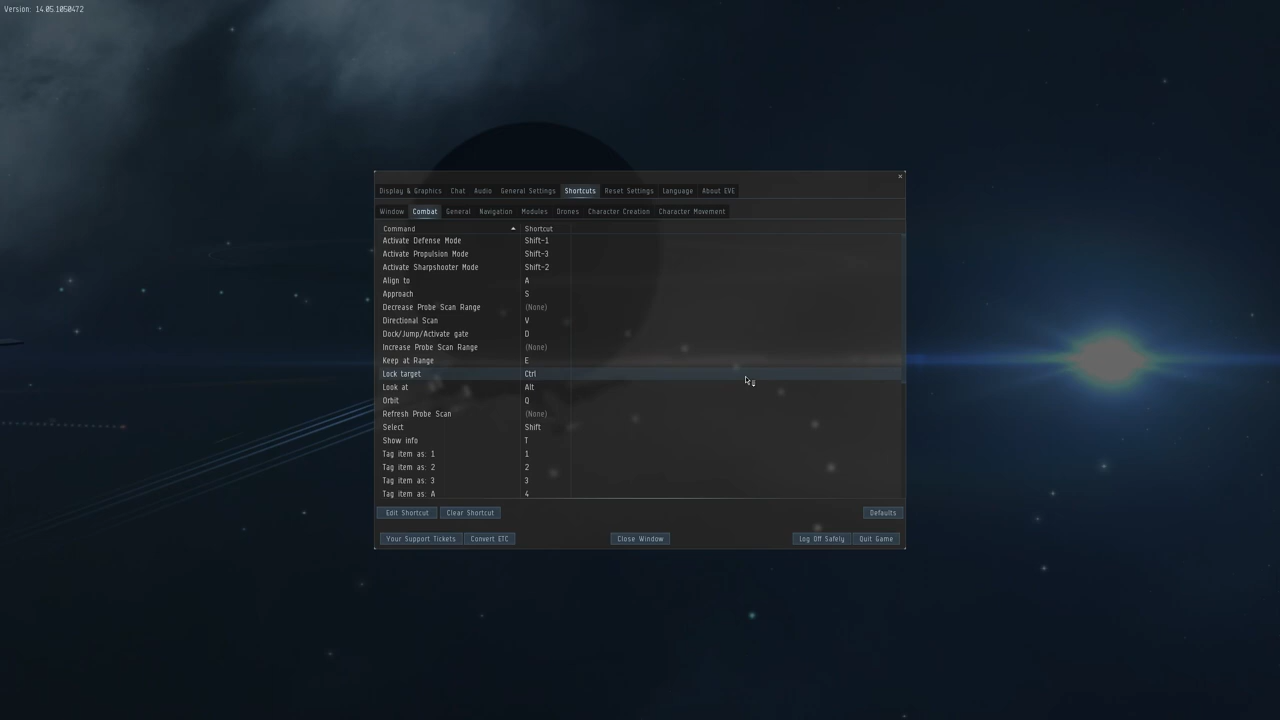 Version: 14.05.1050472
Display & Graphics Chat Audio General Settings Shortcuts Reset Settings Language About EVE
Window Combat General Navigation Modules Drones Character Creation Character Movement
Command Shortcut
Activate Defense Mode Shift-1
Activate Propulsion Mode Shift-3
Activate Sharpshooter Mode Shift-2
Align to A
Approach S
Decrease Probe Scan Range (None)
Directional Scan V
Dock/Jump/Activate gate D
Increase Probe Scan Range (None)
Keep at Range E
Lock target Ctrl
Look at Alt
Orbit Q
Refresh Probe Scan (None)
Select Shift
Show info T
Tag item as: 1 1
Tag item as: 2 2
Tag item as: 3 3
Tag item as: A 4
Edit Shortcut Clear Shortcut Defaults
Your Support Tickets Convert ETC Close Window Log Off Safely Quit Game